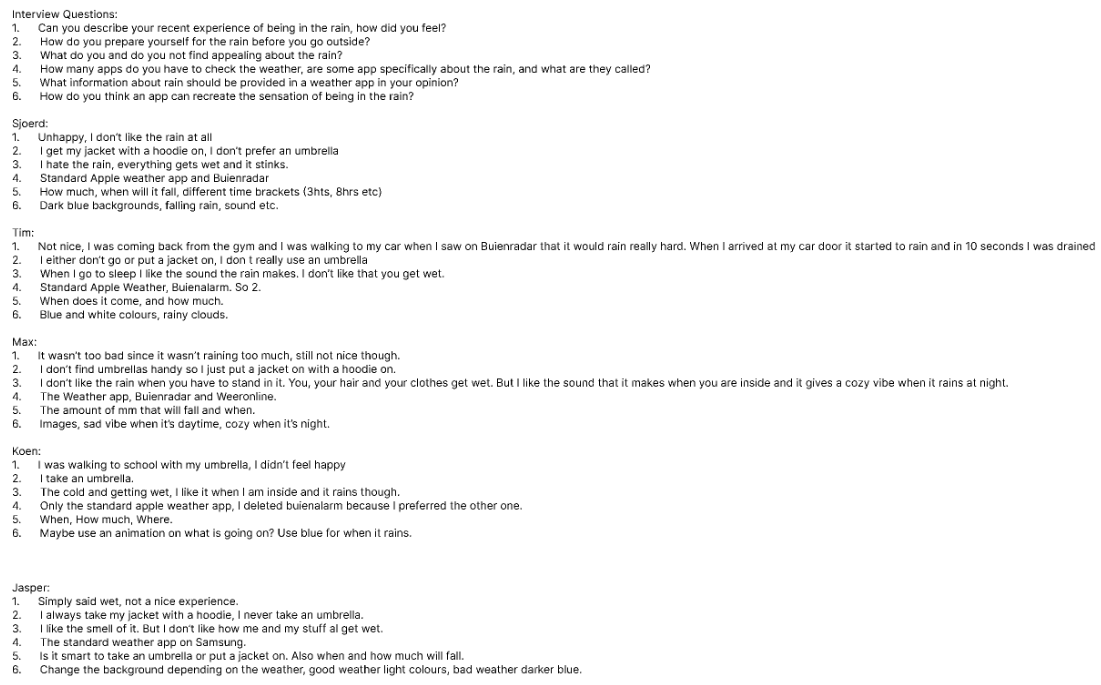 Interview Questions:
1. Can you describe your recent experience of being in the rain, how did you feel?
2. How do you prepare yourself for the rain before you go outside?
3. What do you and do you not find appealing about the rain?
4. How many apps do you have to check the weather, are some app specifically about the rain, and what are they called?
5. What information about rain should be provided in a weather app in your opinion?
6. How do you think an app can recreate the sensation of being in the rain?
Sjoerd:
1. Unhappy, I don't like the rain at all
2. I get my jacket with a hoodie on, I don't prefer an umbrella
3. I hate the rain, everything gets wet and it stinks.
4. Standard Apple weather app and Buienradar
5. How much, when will it fall, different time brackets (3hts, 8hrs etc)
6. Dark blue backgrounds, falling rain, sound etc.
Tim:
1. Not nice, I was coming back from the gym and I was walking to my car when I saw on Buienradar that it would rain really hard. When I arrived at my car door it started to rain and in 10 seconds I was drained
2. I either don't go or put a jacket on, I don t really use an umbrella
3. When I go to sleep I like the sound the rain makes. I don't like that you get wet.
4. Standard Apple Weather, Buienalarm. So 2.
5. When does it come, and how much.
6. Blue and white colours, rainy clouds.
Max:
1. It wasn't too bad since it wasn't raining too much, still not nice though.
2. I don't find umbrellas handy so I just put a jacket on with a hoodie on.
3. I don't like the rain when you have to stand in it. You, your hair and your clothes get wet. But I like the sound that it makes when you are inside and it gives a cozy vibe when it rains at night.
4. The Weather app, Buienradar and Weeronline.
5. The amount of mm that will fall and when.
6. Images, sad vibe when it's daytime, cozy when it's night.
Koen:
1. I was walking to school with my umbrella, I didn't feel happy
2. I take an umbrella.
3. The cold and getting wet, I like it when I am inside and it rains though.
4. Only the standard apple weather app, I deleted buienalarm because I preferred the other one.
5. When, How much, Where.
6. Maybe use an animation on what is going on? Use blue for when it rains.
Jasper:
1. Simply said wet, not a nice experience.
2. I always take my jacket with a hoodie, I never take an umbrella.
3. I like the smell of it. But I don't like how me and my stuff al get wet.
4. The standard weather app on Samsung.
5. Is it smart to take an umbrella or put a jacket on. Also when and how much will fall.
6. Change the background depending on the weather, good weather light colours, bad weather darker blue.